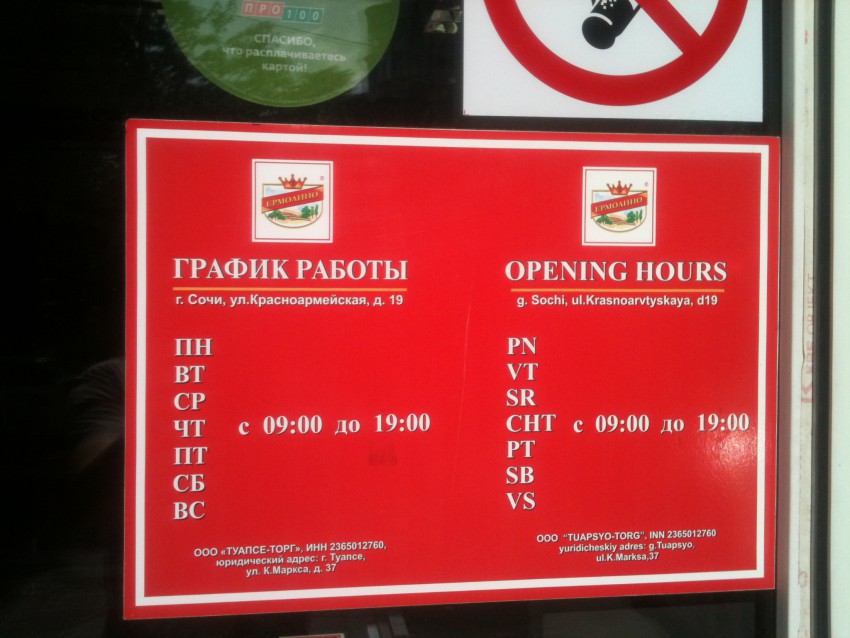 ПРО100
СПАСИБО,
что расплачиваетесь
картой!
ЕРМОЛИНО
ГРАФИК РАБОТЫ
г. Сочи, ул.Красноармейская, д. 19
ПН
ВТ
СР
ЧТ
ПТ
СБ
ВС
с 09:00 до 19:00
ООО «ТУАПСЕ-ТОРГ», ИНН 2365012760,
юридический адрес: г. Туапсе,
ул. К.Маркса, д. 37
ЕРМОЛИНО
OPENING HOURS
g. Sochi, ul.Krasnoarvtyskaya, d19
PN
VT
SR
CHT
PT
SB
VS
с 09:00 до 19:00
OOO "TUAPSYO-TORG", INN 2365012760
yuridicheskiy adres: g.Tuapsyo,
ul.K.Marksa,37